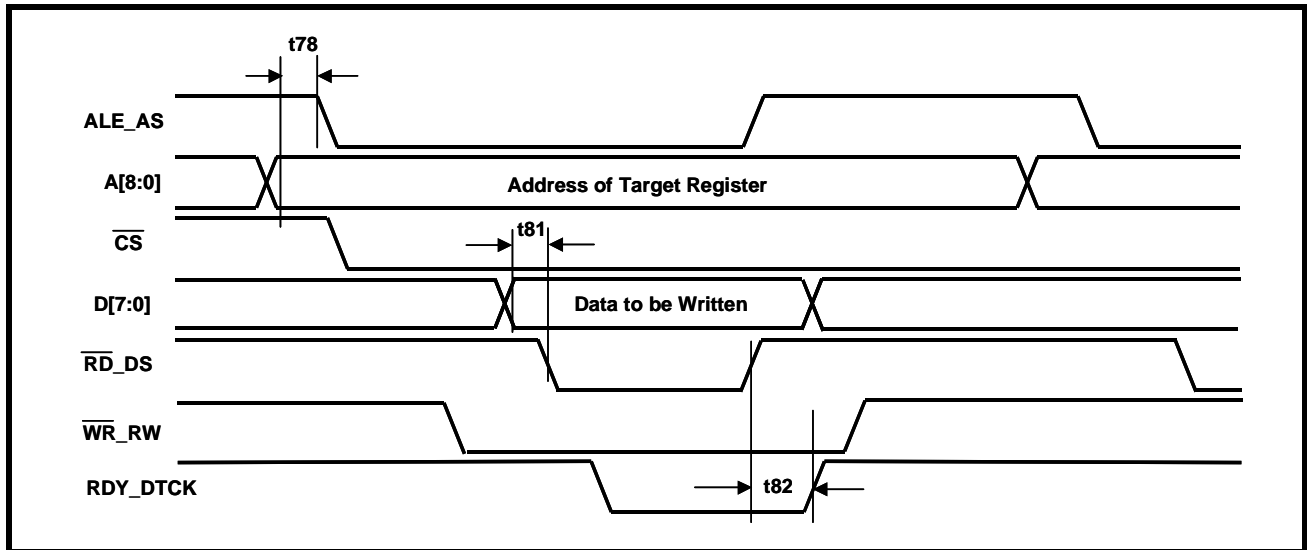 t78
ALE_AS
A[8:0]
Address of Target Register
CS
t81
D[7:0]
Data to be Written
RD_DS
WR_RW
RDY_DTCK
t82